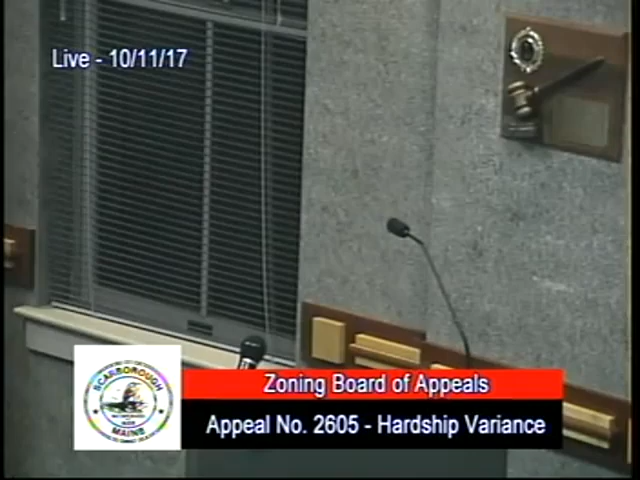 Live - 10/11/17
SCARBOROUGH
MAINE
Zoning Board of Appeals
Appeal No. 2605 - Hardship Variance